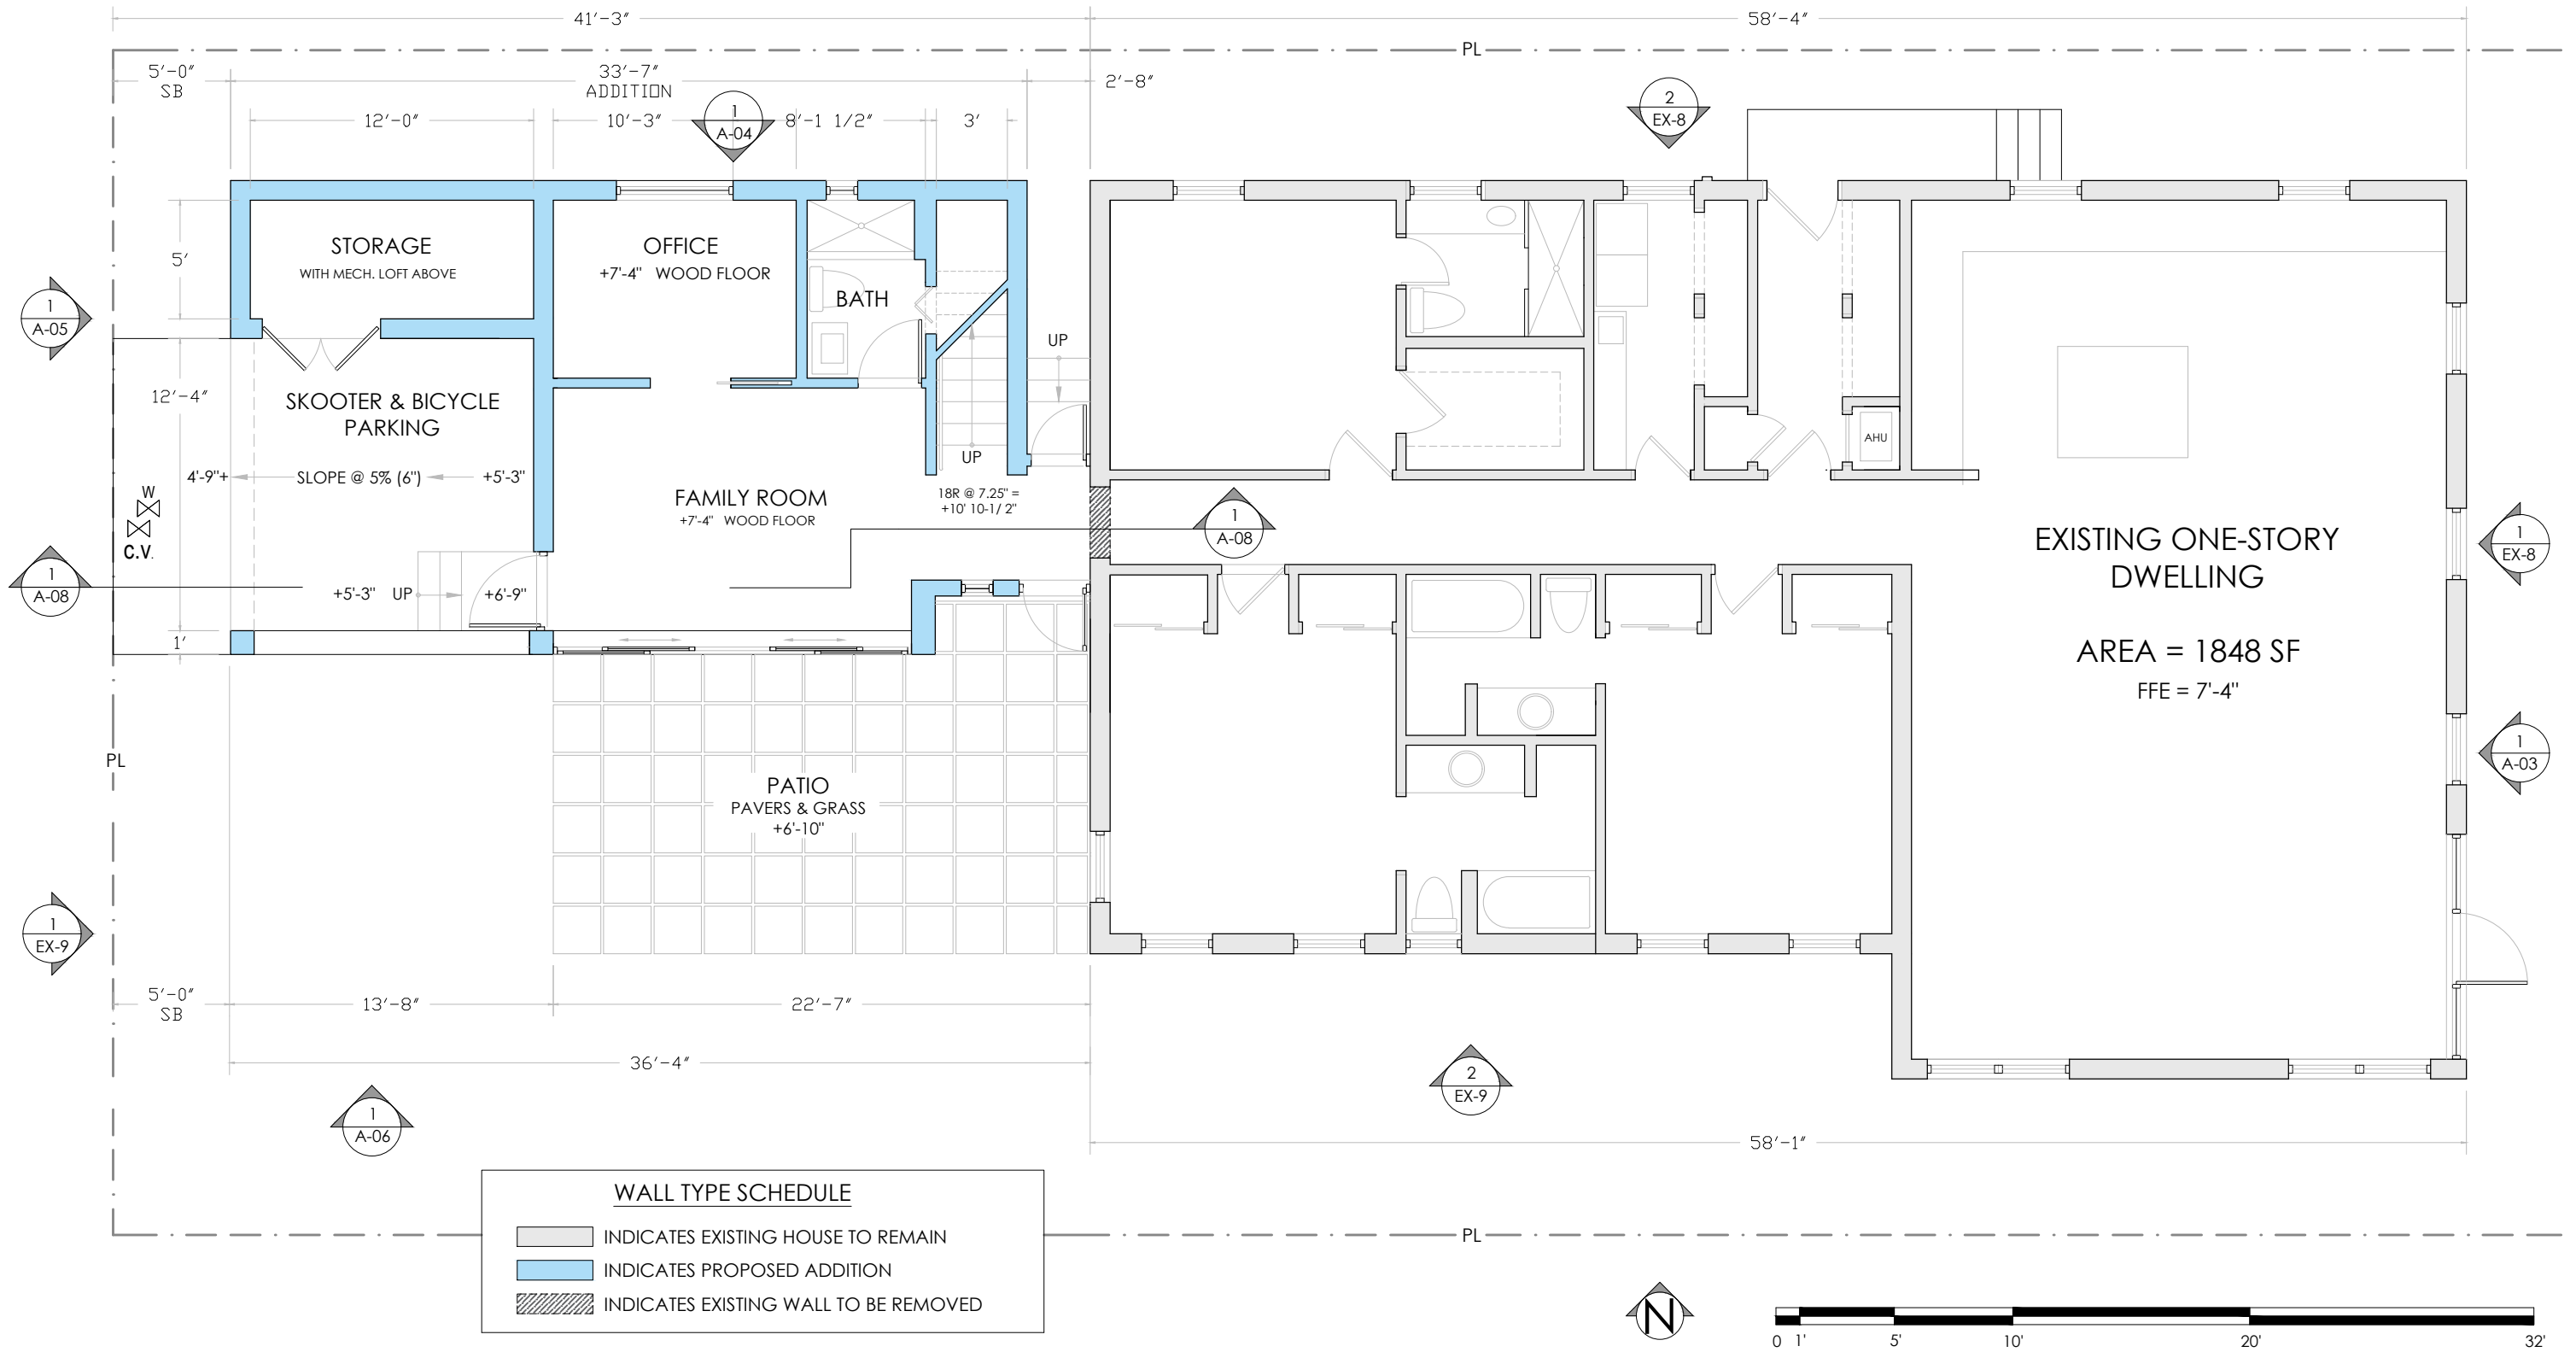 41'-3"
58'-4"
PL
5'-0"
SB
33'-7"
ADDITION
2'-8"
12'-0"
10'-3"
1
A-04
8'-1 1/2"
3'
2
EX-8
5'
STORAGE
WITH MECH. LOFT ABOVE
OFFICE
+7'-4" WOOD FLOOR
BATH
1
A-05
UP
12'-4"
SKOOTER & BICYCLE
PARKING
4'-9"+
SLOPE @ 5% (6")
+5'-3"
UP
AHU
W
C.V.
FAMILY ROOM
+7'-4" WOOD FLOOR
18R @ 7.25" =
+10' 10-1/ 2"
1
A-08
EXISTING ONE-STORY
DWELLING
1
EX-8
1
A-08
+5'-3" UP
+6'-9"
1'
AREA = 1848 SF
FFE = 7'-4"
PL
PATIO
PAVERS & GRASS
+6'-10"
1
A-03
1
EX-9
5'-0"
SB
13'-8"
22'-7"
36'-4"
2
EX-9
1
A-06
58'-1"
WALL TYPE SCHEDULE
INDICATES EXISTING HOUSE TO REMAIN
INDICATES PROPOSED ADDITION
INDICATES EXISTING WALL TO BE REMOVED
PL
N
0 1' 5' 10' 20' 32'